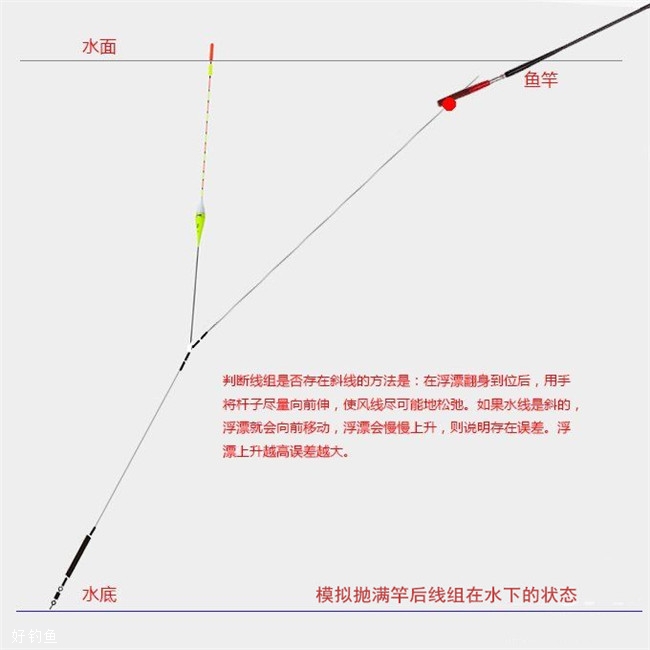 水面
鱼竿
判断线组是否存在斜线的方法是：在浮漂翻身到位后，用手
将杆子尽量向前伸，使风线尽可能地松弛。如果水线是斜的，
浮漂就会向前移动，浮漂会慢慢上升，则说明存在误差。浮
漂上升越高误差越大。
水底
模拟抛满竿后线组在水下的状态
好钓鱼